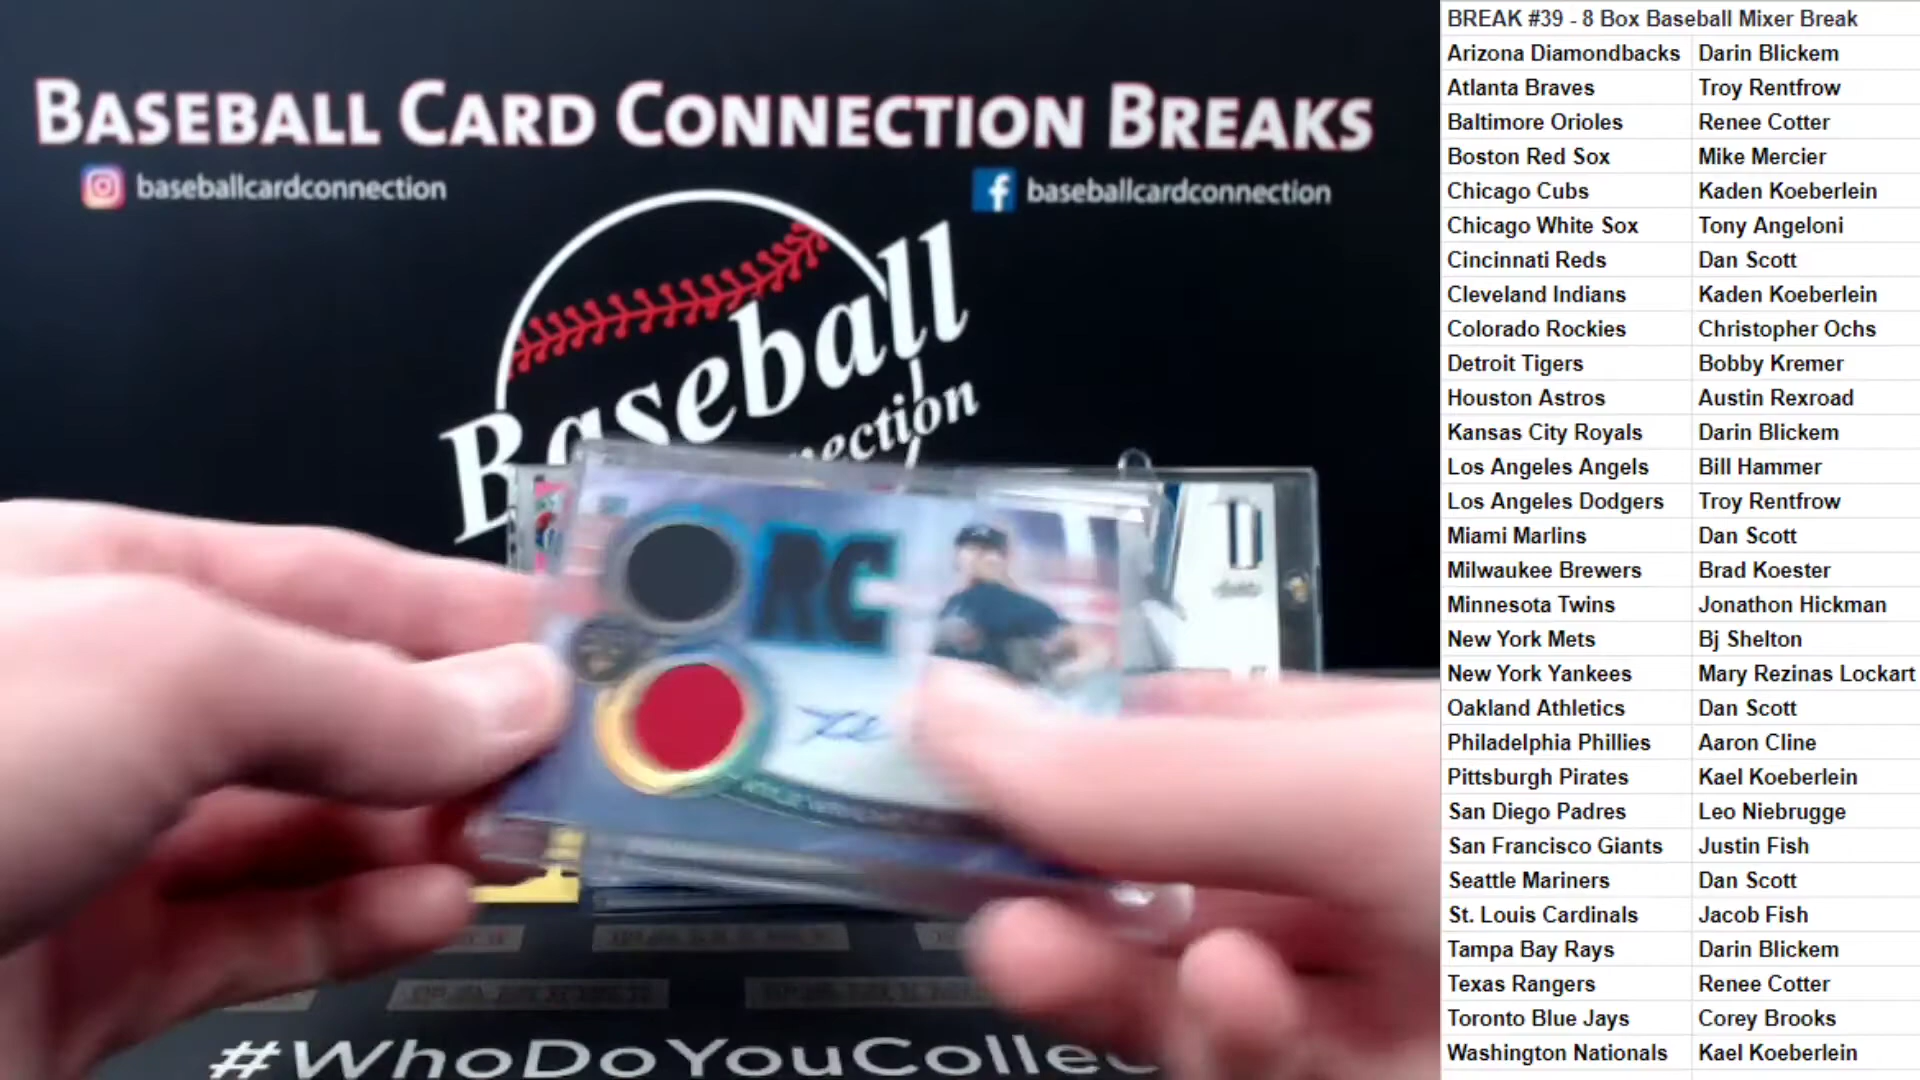 BASEBALL CARD CONNECTION BREAKS
baseballcardconnection
baseballcardconnection
Baseball
nection
RC
#WhoDoYouCollec
BREAK #39 - 8 Box Baseball Mixer Break
Arizona Diamondbacks Darin Blickem
Atlanta Braves Troy Rentfrow
Baltimore Orioles Renee Cotter
Boston Red Sox Mike Mercier
Chicago Cubs Kaden Koeberlein
Chicago White Sox Tony Angeloni
Cincinnati Reds Dan Scott
Cleveland Indians Kaden Koeberlein
Colorado Rockies Christopher Ochs
Detroit Tigers Bobby Kremer
Houston Astros Austin Rexroad
Kansas City Royals Darin Blickem
Los Angeles Angels Bill Hammer
Los Angeles Dodgers Troy Rentfrow
Miami Marlins Dan Scott
Milwaukee Brewers Brad Koester
Minnesota Twins Jonathon Hickman
New York Mets Bj Shelton
New York Yankees Mary Rezinas Lockart
Oakland Athletics Dan Scott
Philadelphia Phillies Aaron Cline
Pittsburgh Pirates Kael Koeberlein
San Diego Padres Leo Niebrugge
San Francisco Giants Justin Fish
Seattle Mariners Dan Scott
St. Louis Cardinals Jacob Fish
Tampa Bay Rays Darin Blickem
Texas Rangers Renee Cotter
Toronto Blue Jays Corey Brooks
Washington Nationals Kael Koeberlein